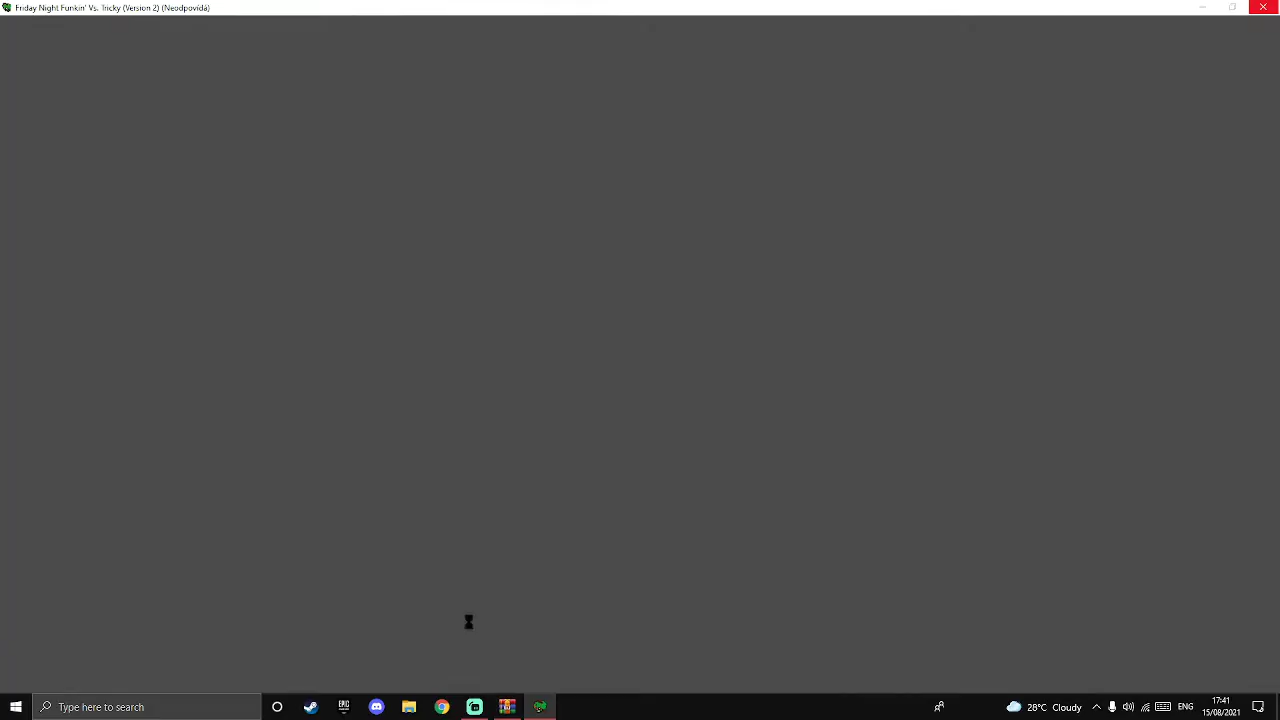 Friday Night Funkin' Vs. Tricky (Version 2) (Neodpovídá)
Type here to search
EPIC
28°C Cloudy
ENG
17:41
15/08/2021